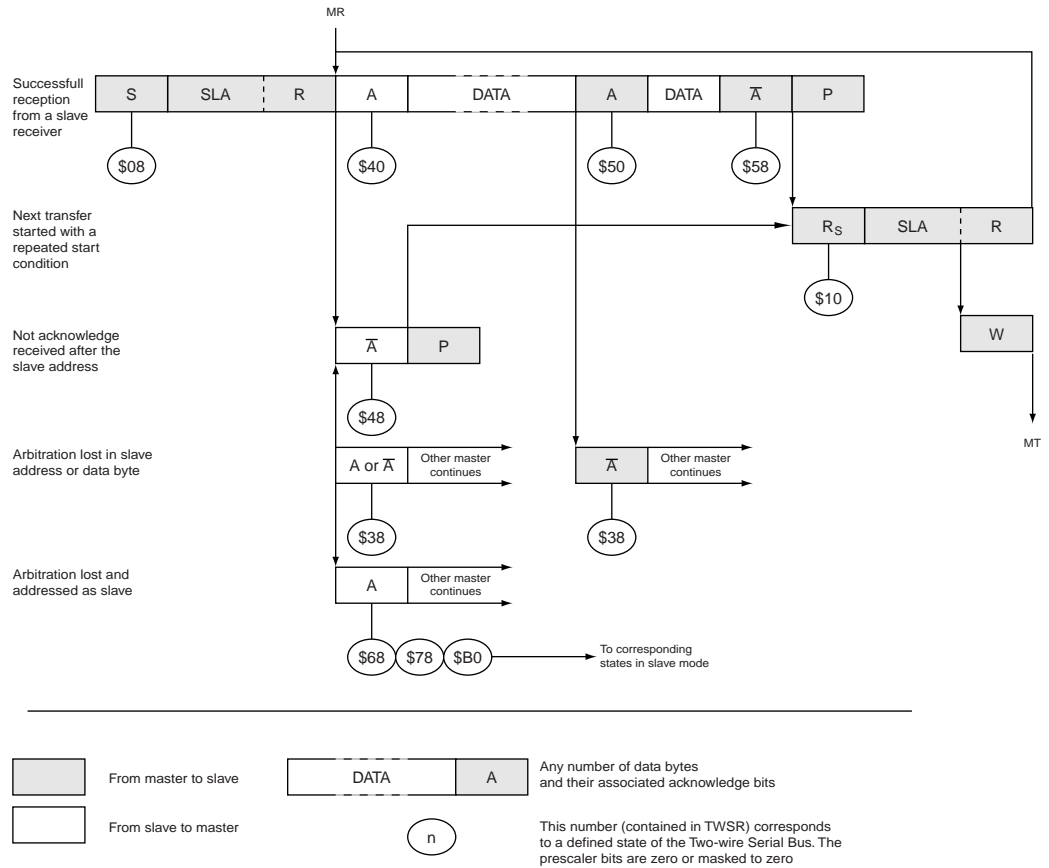 MR
Successfull
reception
from a slave
receiver
S SLA R A DATA A DATA A̅ P
$08 $40 $50 $58
Next transfer
started with a
repeated start
condition
RS SLA R
$10
Not acknowledge
received after the
slave address
A̅ P
W
$48
MT
Arbitration lost in slave
address or data byte
A or A̅
Other master
continues
A̅
Other master
continues
$38 $38
Arbitration lost and
addressed as slave
A
Other master
continues
$68 $78 $B0
To corresponding
states in slave mode
From master to slave
DATA A
Any number of data bytes
and their associated acknowledge bits
From slave to master
n
This number (contained in TWSR) corresponds
to a defined state of the Two-wire Serial Bus. The
prescaler bits are zero or masked to zero